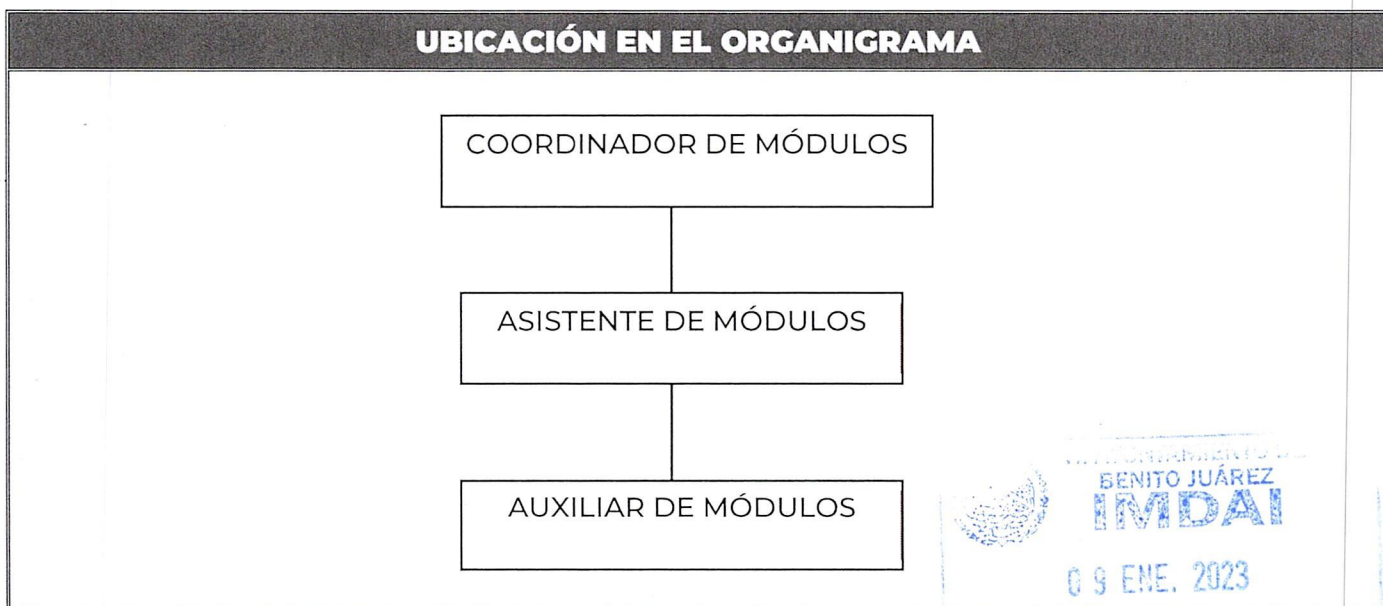 UBICACIÓN EN EL ORGANIGRAMA
COORDINADOR DE MÓDULOS
ASISTENTE DE MÓDULOS
AUXILIAR DE MÓDULOS
BENITO JUÁREZ
IMDAI
09 ENE. 2023